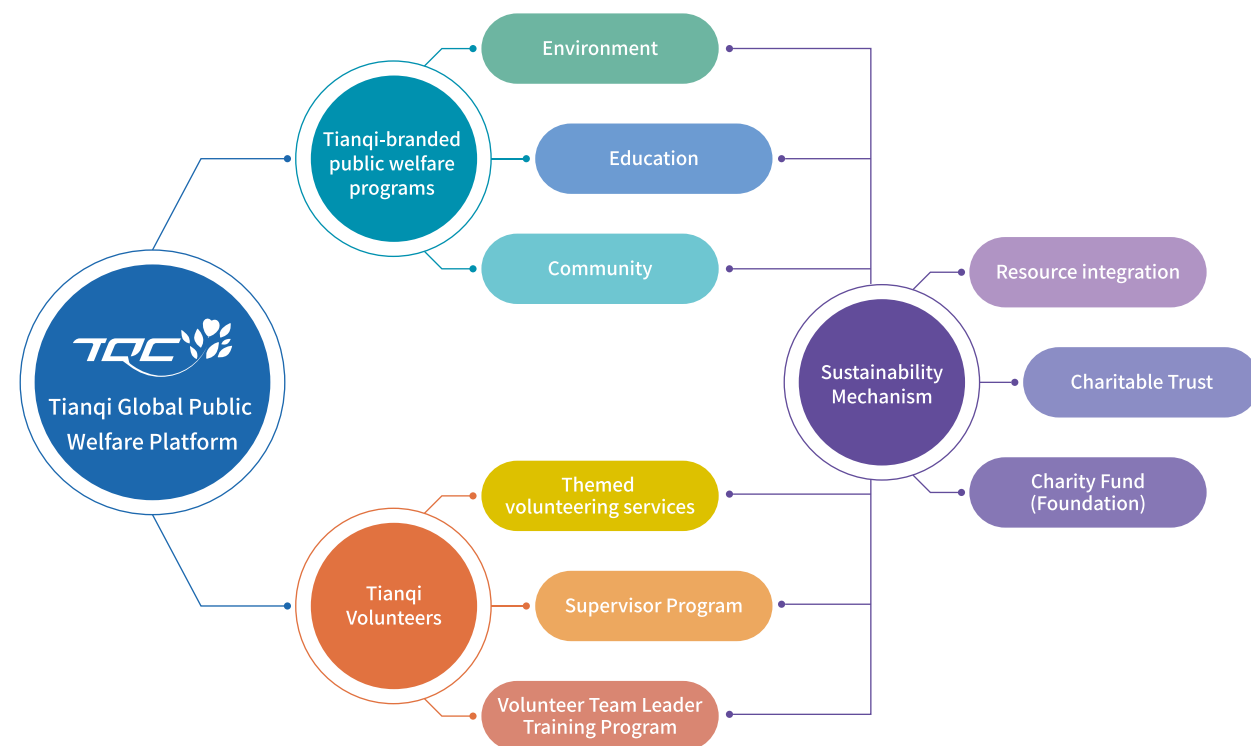 Environment
Tianqi-branded
public welfare
programs
Education
Community
TQC
Tianqi Global Public
Welfare Platform
Resource integration
Sustainability
Mechanism
Charitable Trust
Charity Fund
(Foundation)
Themed
volunteering services
Tianqi
Volunteers
Supervisor Program
Volunteer Team Leader
Training Program